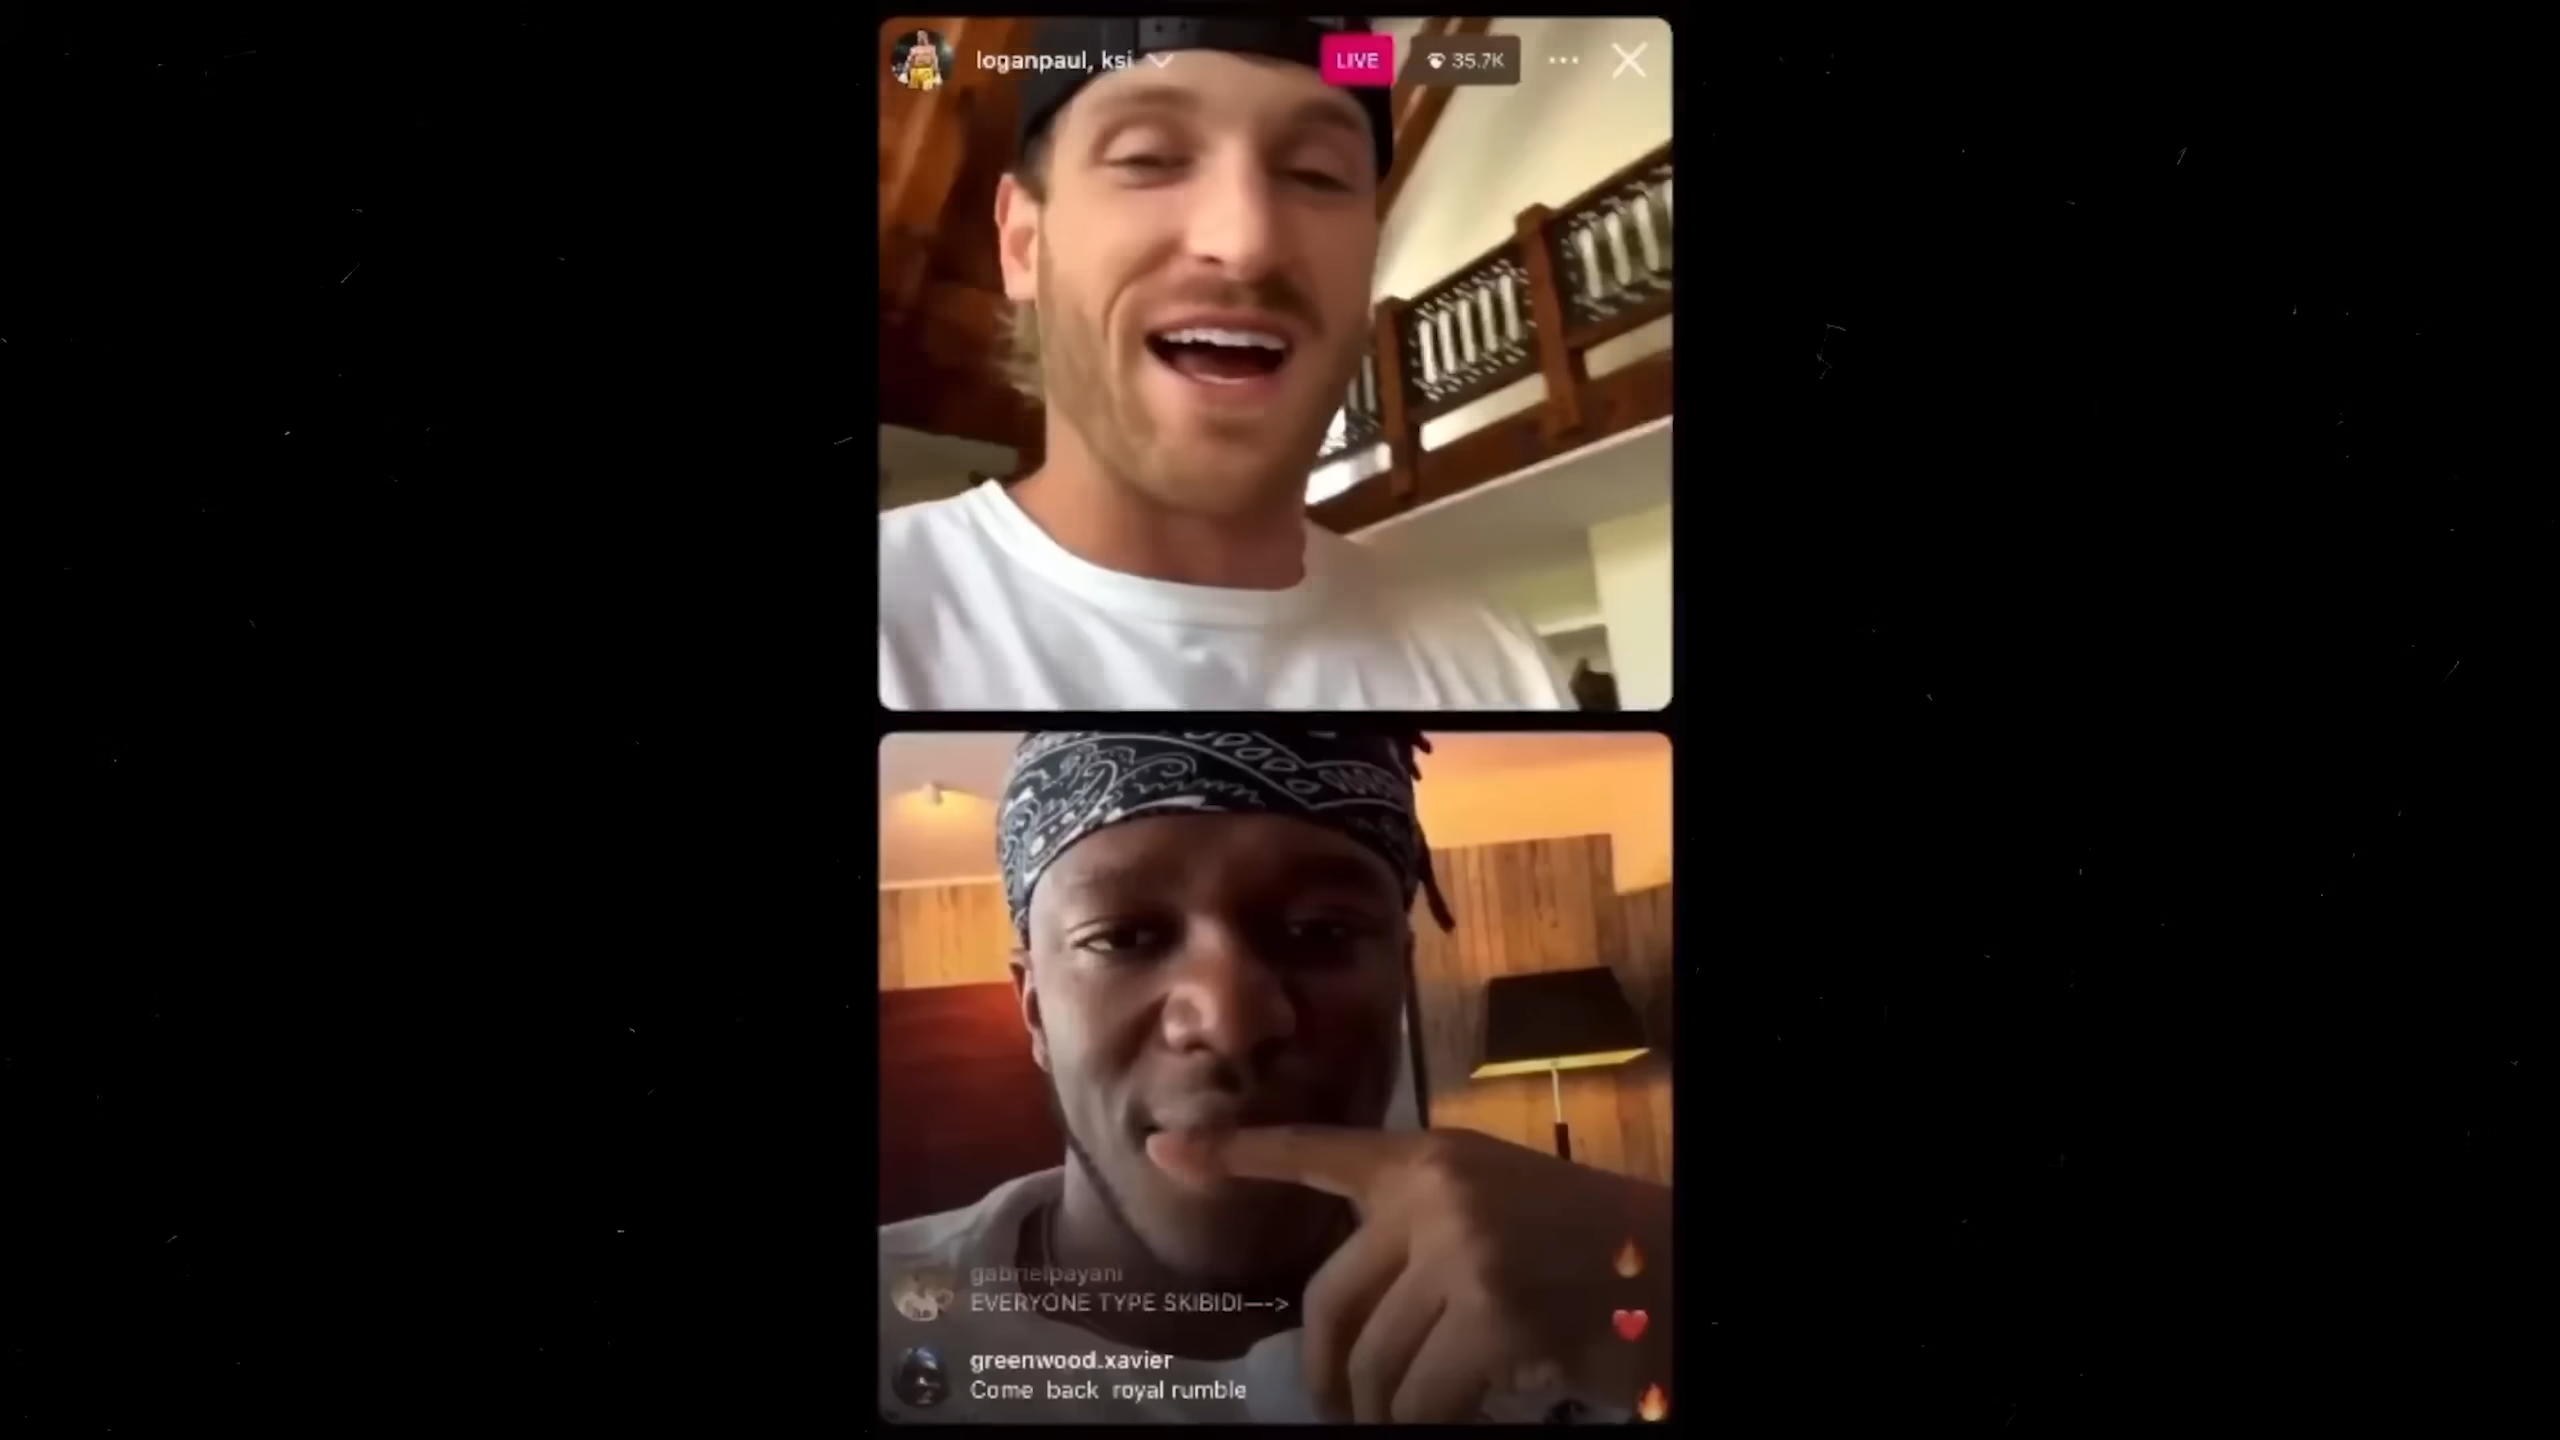 loganpaul, ksi
LIVE
35.7K
gabrielpayani
EVERYONE TYPE SKIBIDI—->
greenwood.xavier
Come back royal rumble